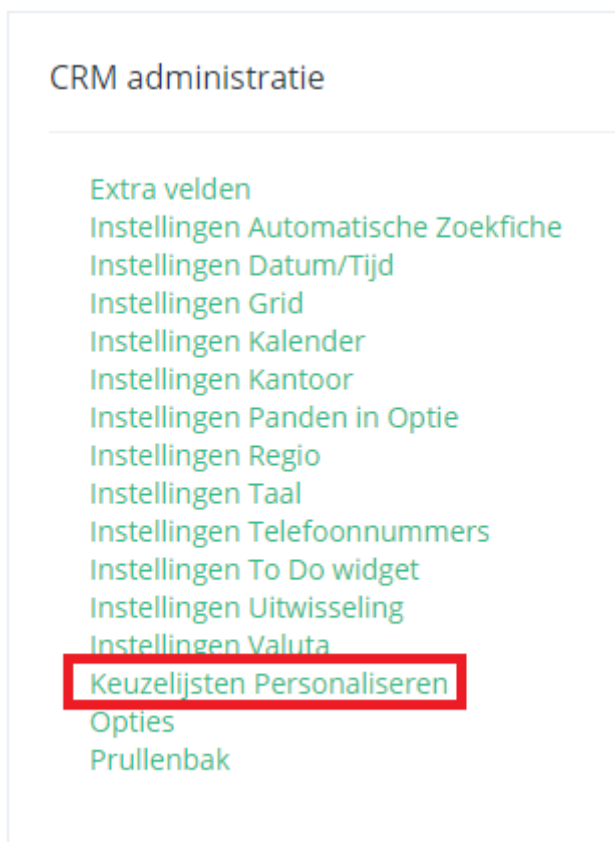 CRM administratie
Extra velden
Instellingen Automatische Zoekfiche
Instellingen Datum/Tijd
Instellingen Grid
Instellingen Kalender
Instellingen Kantoor
Instellingen Panden in Optie
Instellingen Regio
Instellingen Taal
Instellingen Telefoonnummers
Instellingen To Do widget
Instellingen Uitwisseling
Instellingen Valuta
Keuzelijsten Personaliseren
Opties
Prullenbak